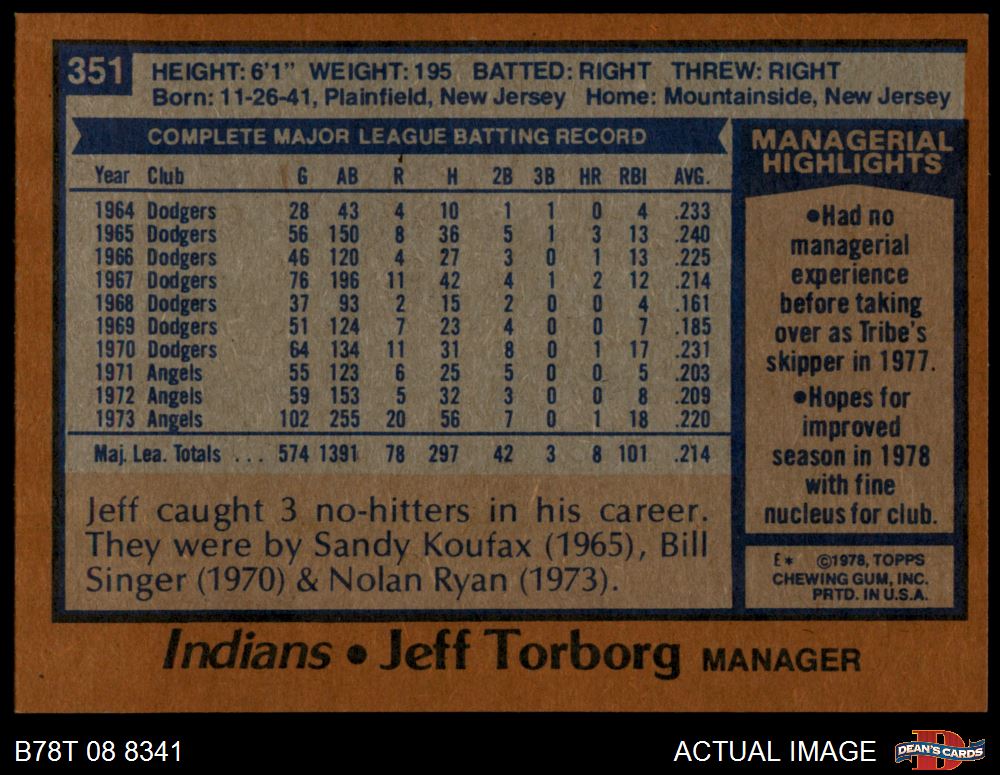 351
HEIGHT: 6'1" WEIGHT: 195 BATTED: RIGHT THREW: RIGHT
Born: 11-26-41, Plainfield, New Jersey Home: Mountainside, New Jersey
COMPLETE MAJOR LEAGUE BATTING RECORD
Year Club G AB R H 2B 3B HR RBI AVG.
1964 Dodgers 28 43 4 10 1 1 0 4 .233
1965 Dodgers 56 150 8 36 5 1 3 13 .240
1966 Dodgers 46 120 4 27 3 0 1 13 .225
1967 Dodgers 76 196 11 42 4 1 2 12 .214
1968 Dodgers 37 93 2 15 2 0 0 4 .161
1969 Dodgers 51 124 7 23 4 0 0 7 .185
1970 Dodgers 64 134 11 31 8 0 1 17 .231
1971 Angels 55 123 6 25 5 0 0 5 .203
1972 Angels 59 153 5 32 3 0 0 8 .209
1973 Angels 102 255 20 56 7 0 1 18 .220
Maj. Lea. Totals ... 574 1391 78 297 42 3 8 101 .214
Jeff caught 3 no-hitters in his career.
They were by Sandy Koufax (1965), Bill
Singer (1970) & Nolan Ryan (1973).
MANAGERIAL
HIGHLIGHTS
●Had no
managerial
experience
before taking
over as Tribe's
skipper in 1977.
●Hopes for
improved
season in 1978
with fine
nucleus for club.
E* ©1978, TOPPS
CHEWING GUM, INC.
PRTD. IN U.S.A.
Indians ● Jeff Torborg MANAGER
B78T 08 8341
ACTUAL IMAGE
D
DEAN'S CARDS